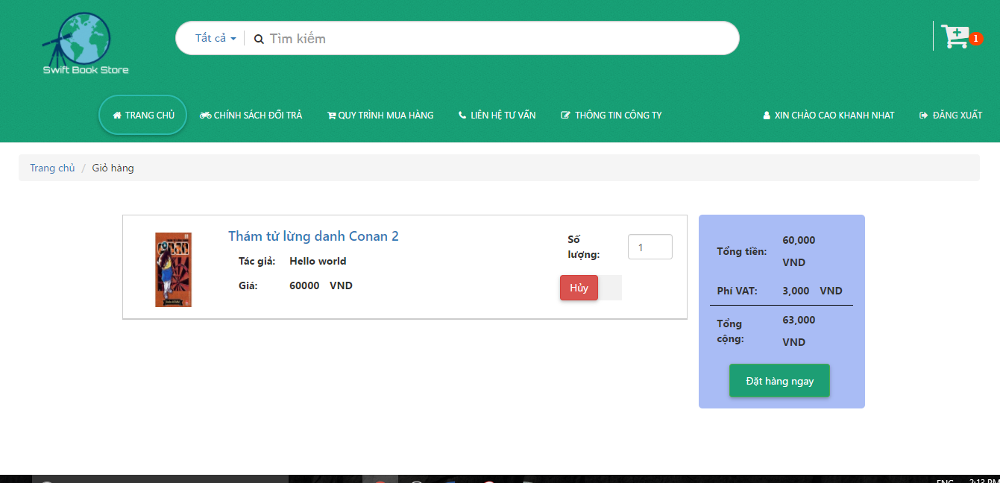 Swift Book Store
Tất cả
Tìm kiếm
1
TRANG CHỦ
CHÍNH SÁCH ĐỔI TRẢ
QUY TRÌNH MUA HÀNG
LIÊN HỆ TƯ VẤN
THÔNG TIN CÔNG TY
XIN CHÀO CAO KHANH NHAT
ĐĂNG XUẤT
Trang chủ / Giỏ hàng
Thám tử lừng danh Conan 2
Tác giả: Hello world
Giá: 60000 VND
Số
lượng:
1
Hủy
Tổng tiền:
60,000
VND
Phí VAT: 3,000 VND
Tổng
cộng:
63,000
VND
Đặt hàng ngay
ENG
2:13 PM